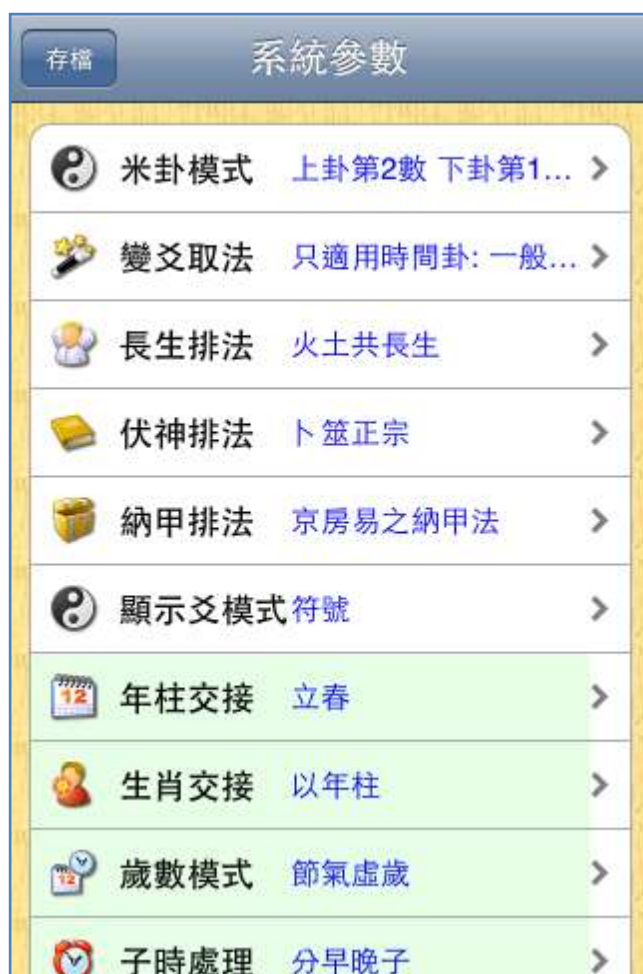 存檔 系統參數
米卦模式 上卦第2數 下卦第1...
變爻取法 只適用時間卦: 一般...
長生排法 火土共長生
伏神排法 卜筮正宗
納甲排法 京房易之納甲法
顯示爻模式 符號
12 年柱交接 立春
生肖交接 以年柱
12 歲數模式 節氣虛歲
子時處理 分早晚子